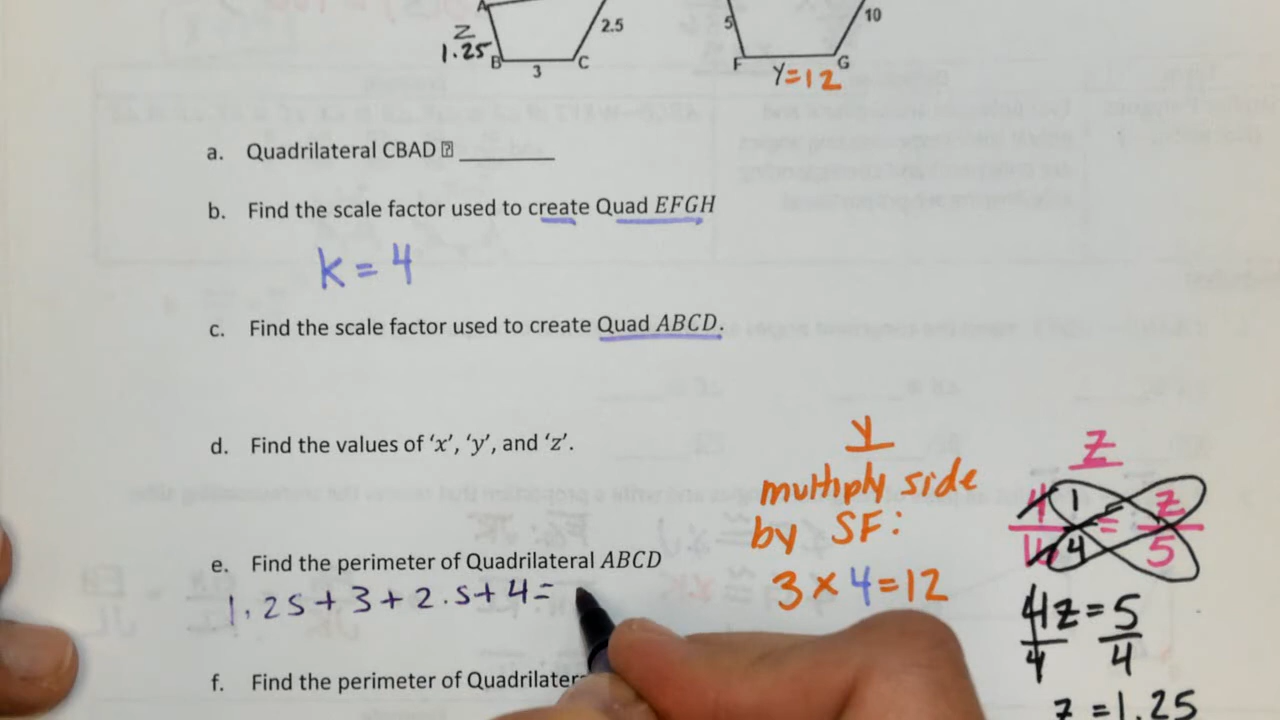 A
Z
1.25
B
3
C
2.5
5
F
Y=12
G
10
a. Quadrilateral CBAD ⍰ ________
b. Find the scale factor used to create Quad EFGH
K = 4
c. Find the scale factor used to create Quad ABCD.
d. Find the values of ‘x’, ‘y’, and ‘z’.
e. Find the perimeter of Quadrilateral ABCD
1.25+3+2.5+4=
f. Find the perimeter of
Y
multiply side
by SF:
3 × 4 = 12
Z
4 1 = Z
16 4 5
4Z = 5
4 4
z = 1.25